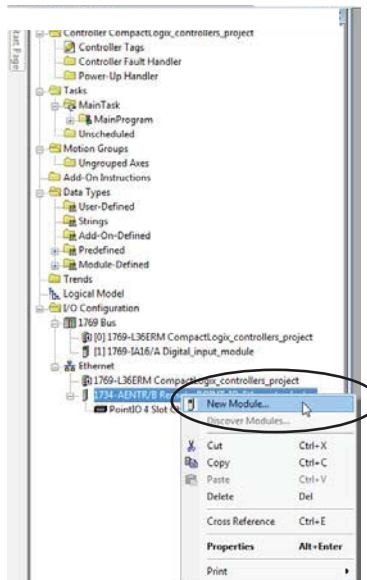 Start Page
Controller CompactLogix_controllers_project
Controller Tags
Controller Fault Handler
Power-Up Handler
Tasks
MainTask
MainProgram
Unscheduled
Motion Groups
Ungrouped Axes
Add-On Instructions
Data Types
User-Defined
Strings
Add-On-Defined
Predefined
Module-Defined
Trends
Logical Model
I/O Configuration
1769 Bus
[0] 1769-L36ERM CompactLogix_controllers_project
[1] 1769-IA16/A Digital_input_module
Ethernet
1769-L36ERM CompactLogix_controllers_project
1734-AENTR/B
PointIO 4 Slot
New Module...
Discover Modules...
Cut Ctrl+X
Copy Ctrl+C
Paste Ctrl+V
Delete Del
Cross Reference Ctrl+E
Properties Alt+Enter
Print